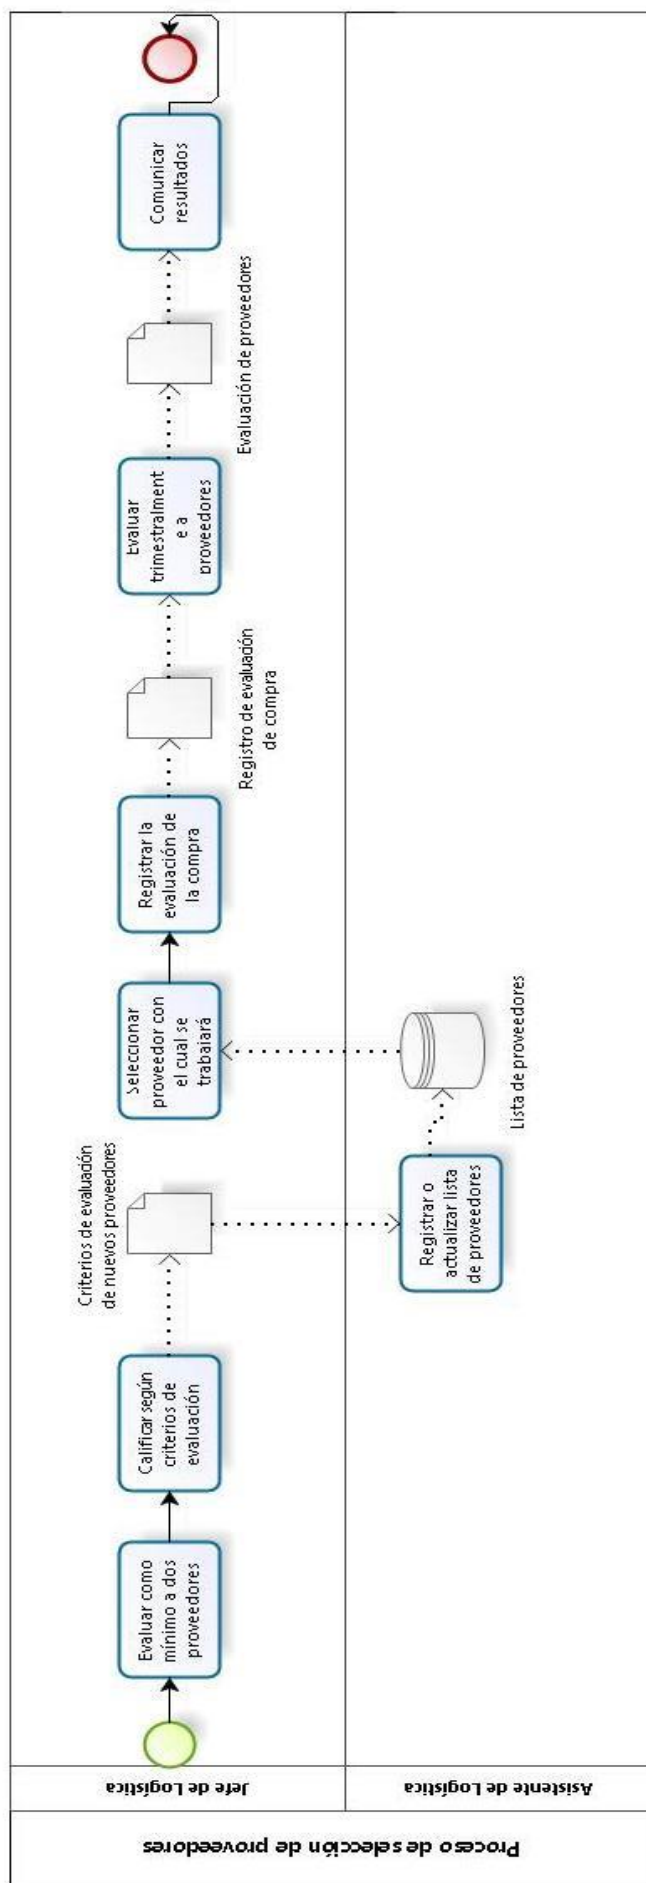 Proceso de selección de proveedores
Jefe de Logística
Asistente de Logística
Evaluar como
mínimo a dos
proveedores
Calificar según
criterios de
evaluación
Criterios de evaluación
de nuevos proveedores
Registrar o
actualizar lista
de proveedores
Lista de proveedores
Seleccionar
proveedor con
el cual se
trabajará
Registrar la
evaluación de
la compra
Registro de evaluación
de compra
Evaluar
trimestralment
e a
proveedores
Evaluación de proveedores
Comunicar
resultados